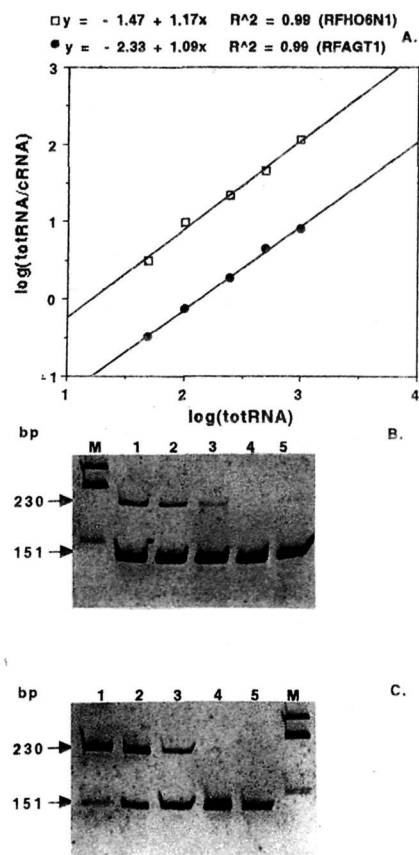 □ y = - 1.47 + 1.17x R^2 = 0.99 (RFHO6N1)
● y = - 2.33 + 1.09x R^2 = 0.99 (RFAGT1)
A.
log(totRNA/cRNA)
3
2
1
0
-1
1 2 3 4
log(totRNA)
B.
bp M 1 2 3 4 5
230
151
C.
bp 1 2 3 4 5 M
230
151